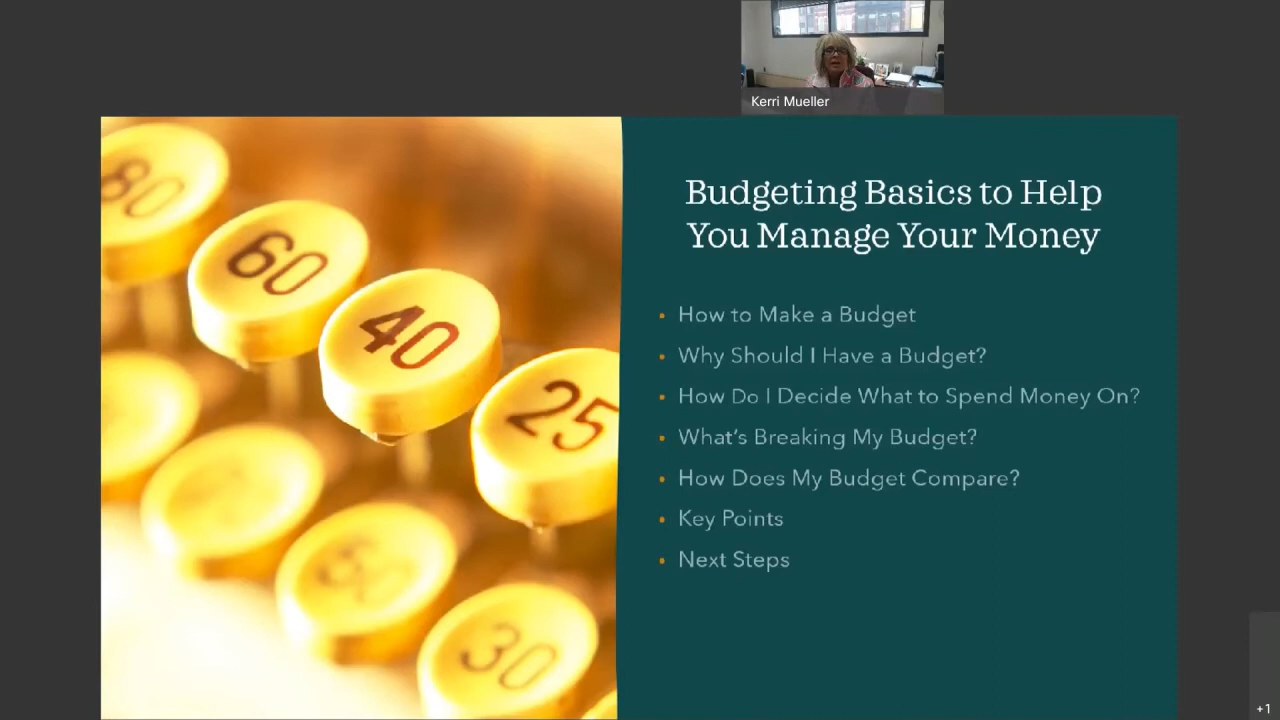 Kerri Mueller
80
60
40
25
30
Budgeting Basics to Help
You Manage Your Money
• How to Make a Budget
• Why Should I Have a Budget?
• How Do I Decide What to Spend Money On?
• What's Breaking My Budget?
• How Does My Budget Compare?
• Key Points
• Next Steps
+1